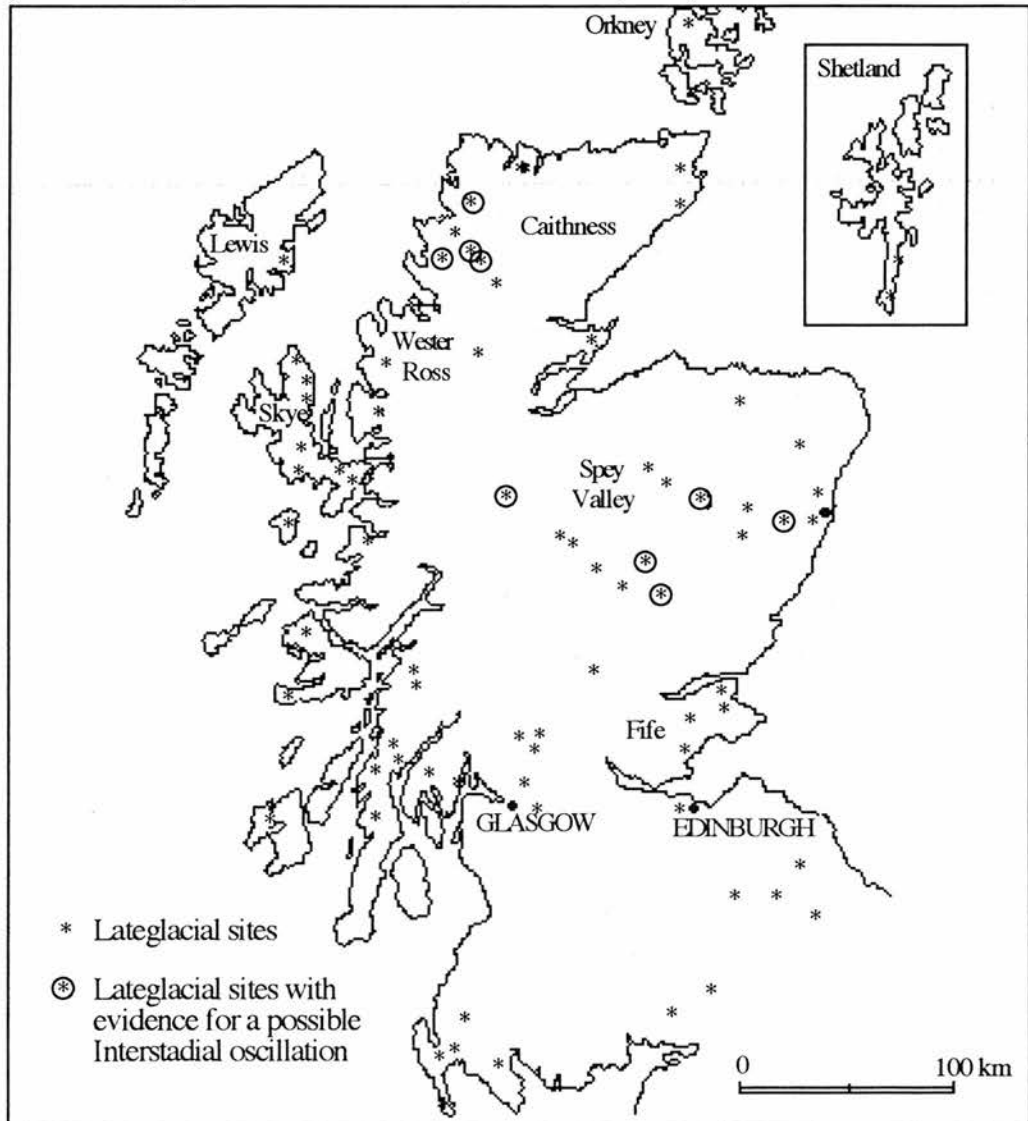 Orkney
Shetland
Lewis
Caithness
Wester
Ross
Skye
Spey
Valley
Fife
GLASGOW
EDINBURGH
* Lateglacial sites
Lateglacial sites with
evidence for a possible
Interstadial oscillation
0 100 km